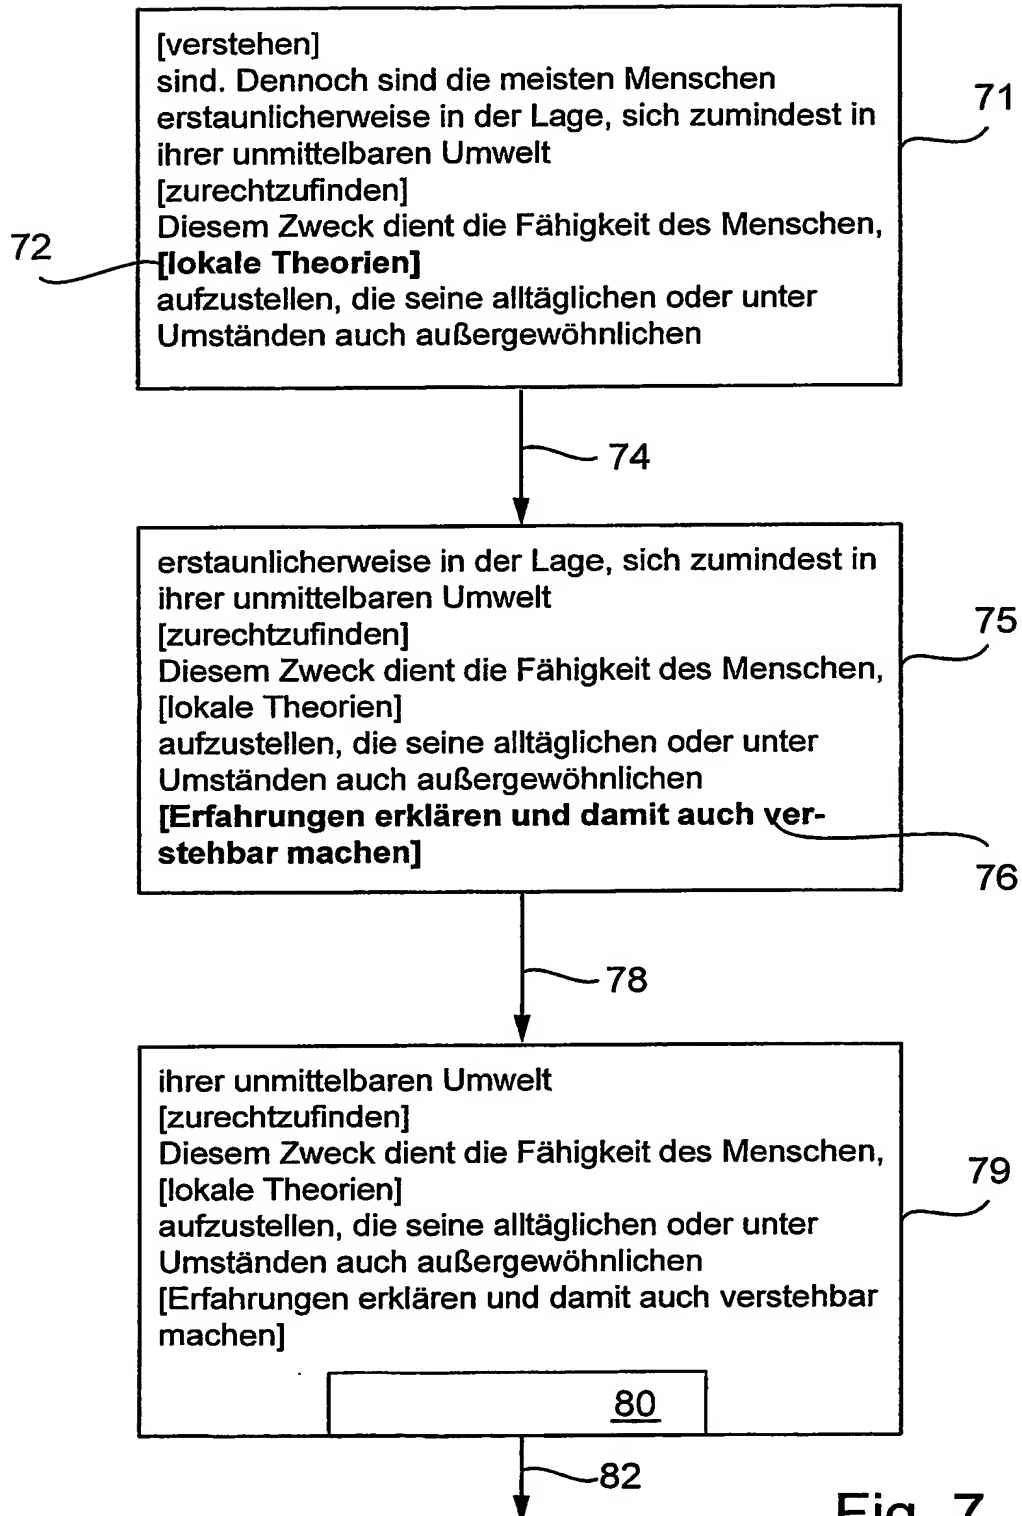 [verstehen]
sind. Dennoch sind die meisten Menschen
erstaunlicherweise in der Lage, sich zumindest in
ihrer unmittelbaren Umwelt
[zurechtzufinden]
Diesem Zweck dient die Fähigkeit des Menschen,
[lokale Theorien]
aufzustellen, die seine alltäglichen oder unter
Umständen auch außergewöhnlichen
71
72
74
erstaunlicherweise in der Lage, sich zumindest in
ihrer unmittelbaren Umwelt
[zurechtzufinden]
Diesem Zweck dient die Fähigkeit des Menschen,
[lokale Theorien]
aufzustellen, die seine alltäglichen oder unter
Umständen auch außergewöhnlichen
[Erfahrungen erklären und damit auch ver-
stehbar machen]
75
76
78
ihrer unmittelbaren Umwelt
[zurechtzufinden]
Diesem Zweck dient die Fähigkeit des Menschen,
[lokale Theorien]
aufzustellen, die seine alltäglichen oder unter
Umständen auch außergewöhnlichen
[Erfahrungen erklären und damit auch verstehbar
machen]
79
80
82
Fig. 7